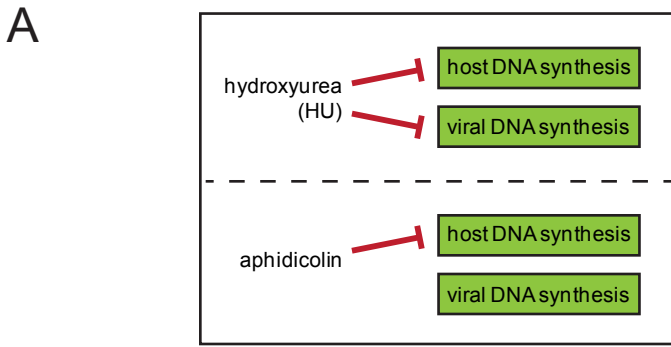 A
hydroxyurea
(HU)
host DNA synthesis
viral DNA synthesis
aphidicolin
host DNA synthesis
viral DNA synthesis